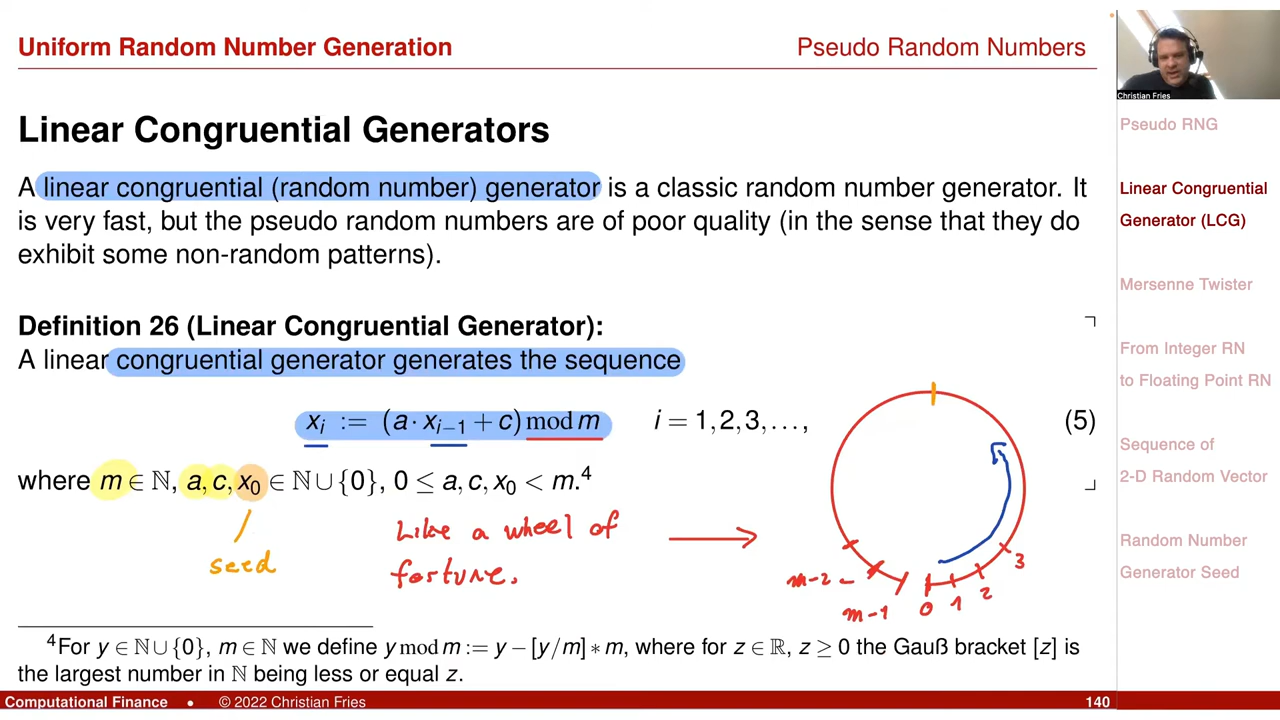 Uniform Random Number Generation
Pseudo Random Numbers
Christian Fries
Linear Congruential Generators
A linear congruential (random number) generator is a classic random number generator. It
is very fast, but the pseudo random numbers are of poor quality (in the sense that they do
exhibit some non-random patterns).
Definition 26 (Linear Congruential Generator):
A linear congruential generator generates the sequence
xᵢ := (a · xᵢ₋₁ + c) mod m    i = 1,2,3,...,    (5)
where m ∈ ℕ, a, c, x₀ ∈ ℕ ∪ {0}, 0 ≤ a, c, x₀ < m.⁴
seed
Like a wheel of
fortune.
m-2
m-1
0
1
2
3
⁴For y ∈ ℕ ∪ {0}, m ∈ ℕ we define y mod m := y − [y/m] ∗ m, where for z ∈ ℝ, z ≥ 0 the Gauß bracket [z] is
the largest number in ℕ being less or equal z.
Pseudo RNG
Linear Congruential
Generator (LCG)
Mersenne Twister
From Integer RN
to Floating Point RN
Sequence of
2-D Random Vector
Random Number
Generator Seed
Computational Finance • © 2022 Christian Fries
140